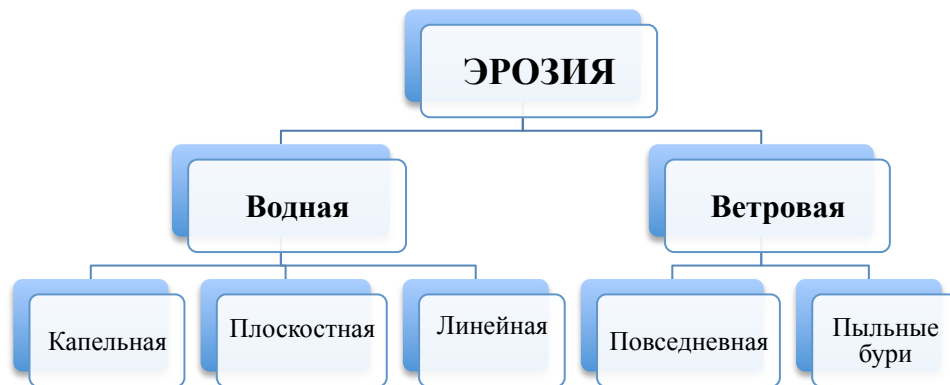 ЭРОЗИЯ
Водная
Ветровая
Капельная
Плоскостная
Линейная
Повседневная
Пыльные
бури